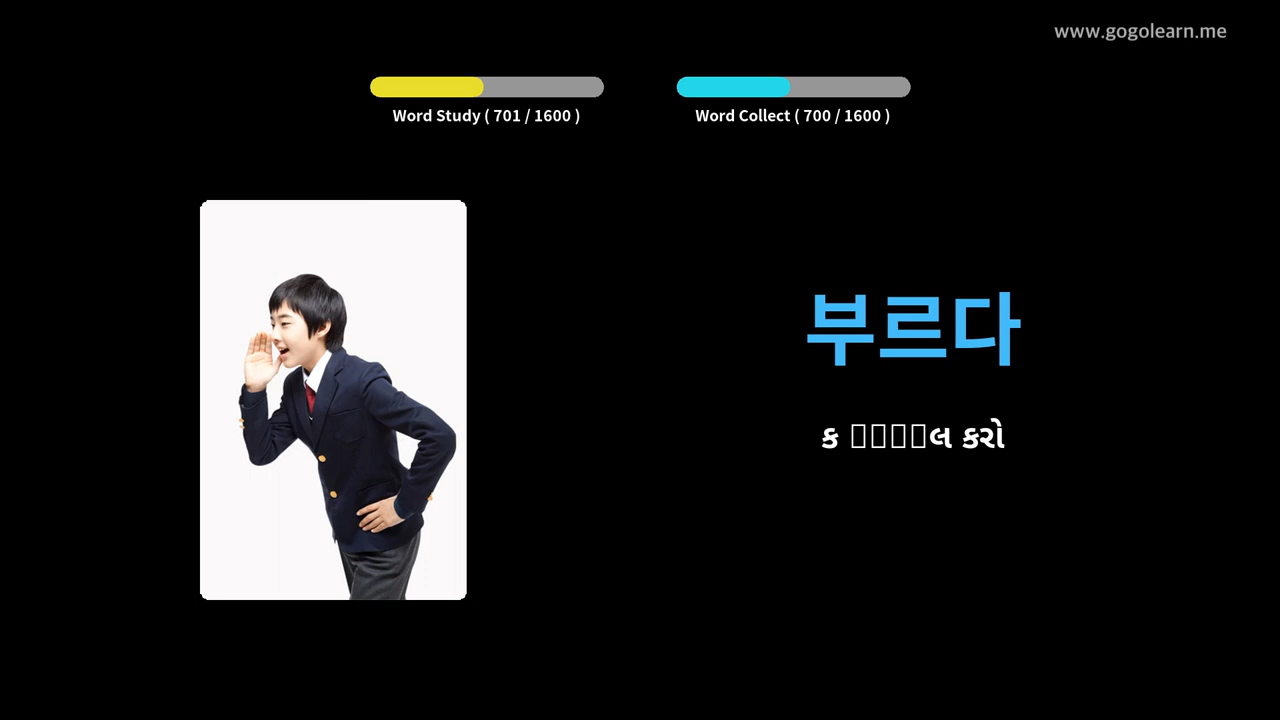 www.gogolearn.me
Word Study ( 701 / 1600 )
Word Collect ( 700 / 1600 )
부르다
ક □□□□લ કરો